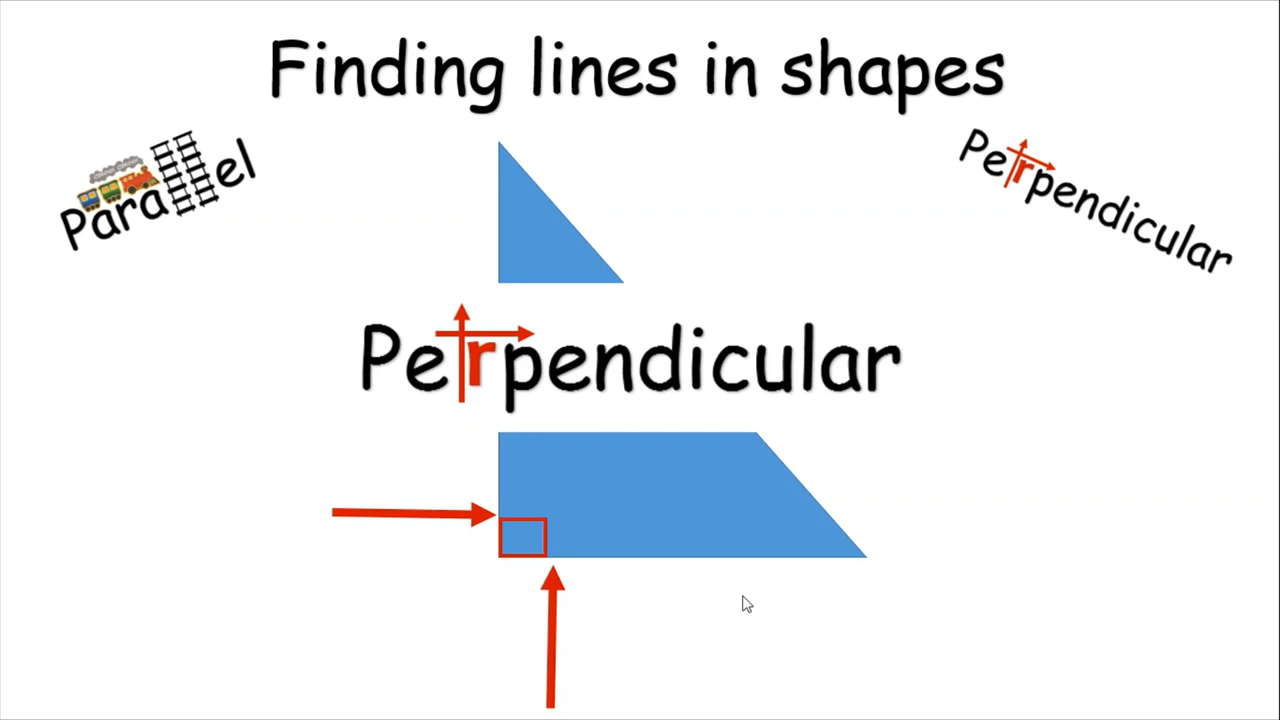 Finding lines in shapes
Parallel
Perpendicular
Perpendicular